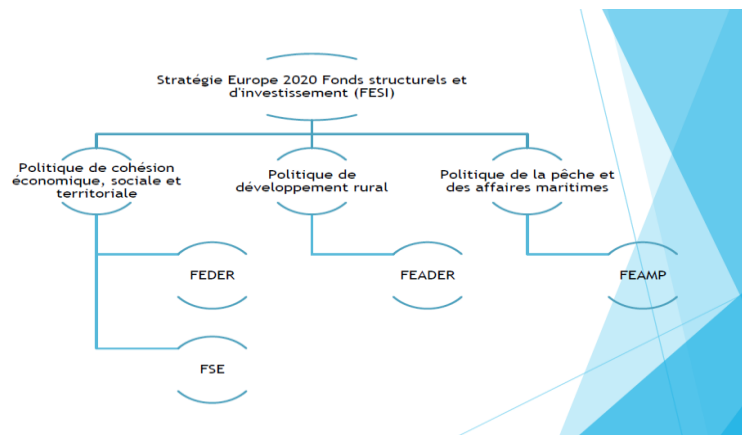 Stratégie Europe 2020 Fonds structurels et
d'investissement (FESI)
Politique de cohésion
économique, sociale et
territoriale
Politique de
développement rural
Politique de la pêche et
des affaires maritimes
FEDER
FEADER
FEAMP
FSE